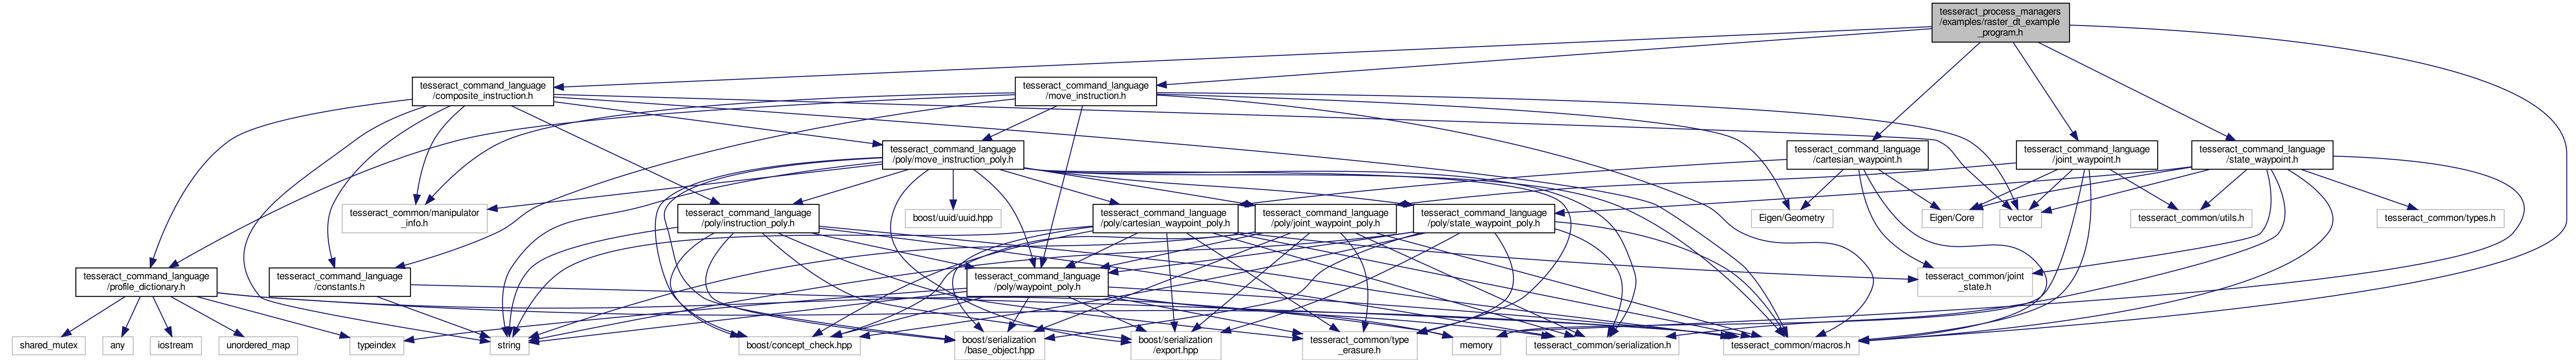 tesseract_process_managers
/examples/raster_dt_example
_program.h
tesseract_command_language
/composite_instruction.h
tesseract_command_language
/move_instruction.h
tesseract_command_language
/poly/move_instruction_poly.h
tesseract_command_language
/cartesian_waypoint.h
tesseract_command_language
/joint_waypoint.h
tesseract_command_language
/state_waypoint.h
tesseract_common/manipulator
_info.h
tesseract_command_language
/poly/instruction_poly.h
boost/uuid/uuid.hpp
tesseract_command_language
/poly/cartesian_waypoint_poly.h
tesseract_command_language
/poly/joint_waypoint_poly.h
tesseract_command_language
/poly/state_waypoint_poly.h
Eigen/Geometry
Eigen/Core
vector
tesseract_common/utils.h
tesseract_common/types.h
tesseract_command_language
/profile_dictionary.h
tesseract_command_language
/constants.h
tesseract_command_language
/poly/waypoint_poly.h
tesseract_common/joint
_state.h
shared_mutex
any
iostream
unordered_map
typeindex
string
boost/concept_check.hpp
boost/serialization
/base_object.hpp
boost/serialization
/export.hpp
tesseract_common/type
_erasure.h
memory
tesseract_common/serialization.h
tesseract_common/macros.h